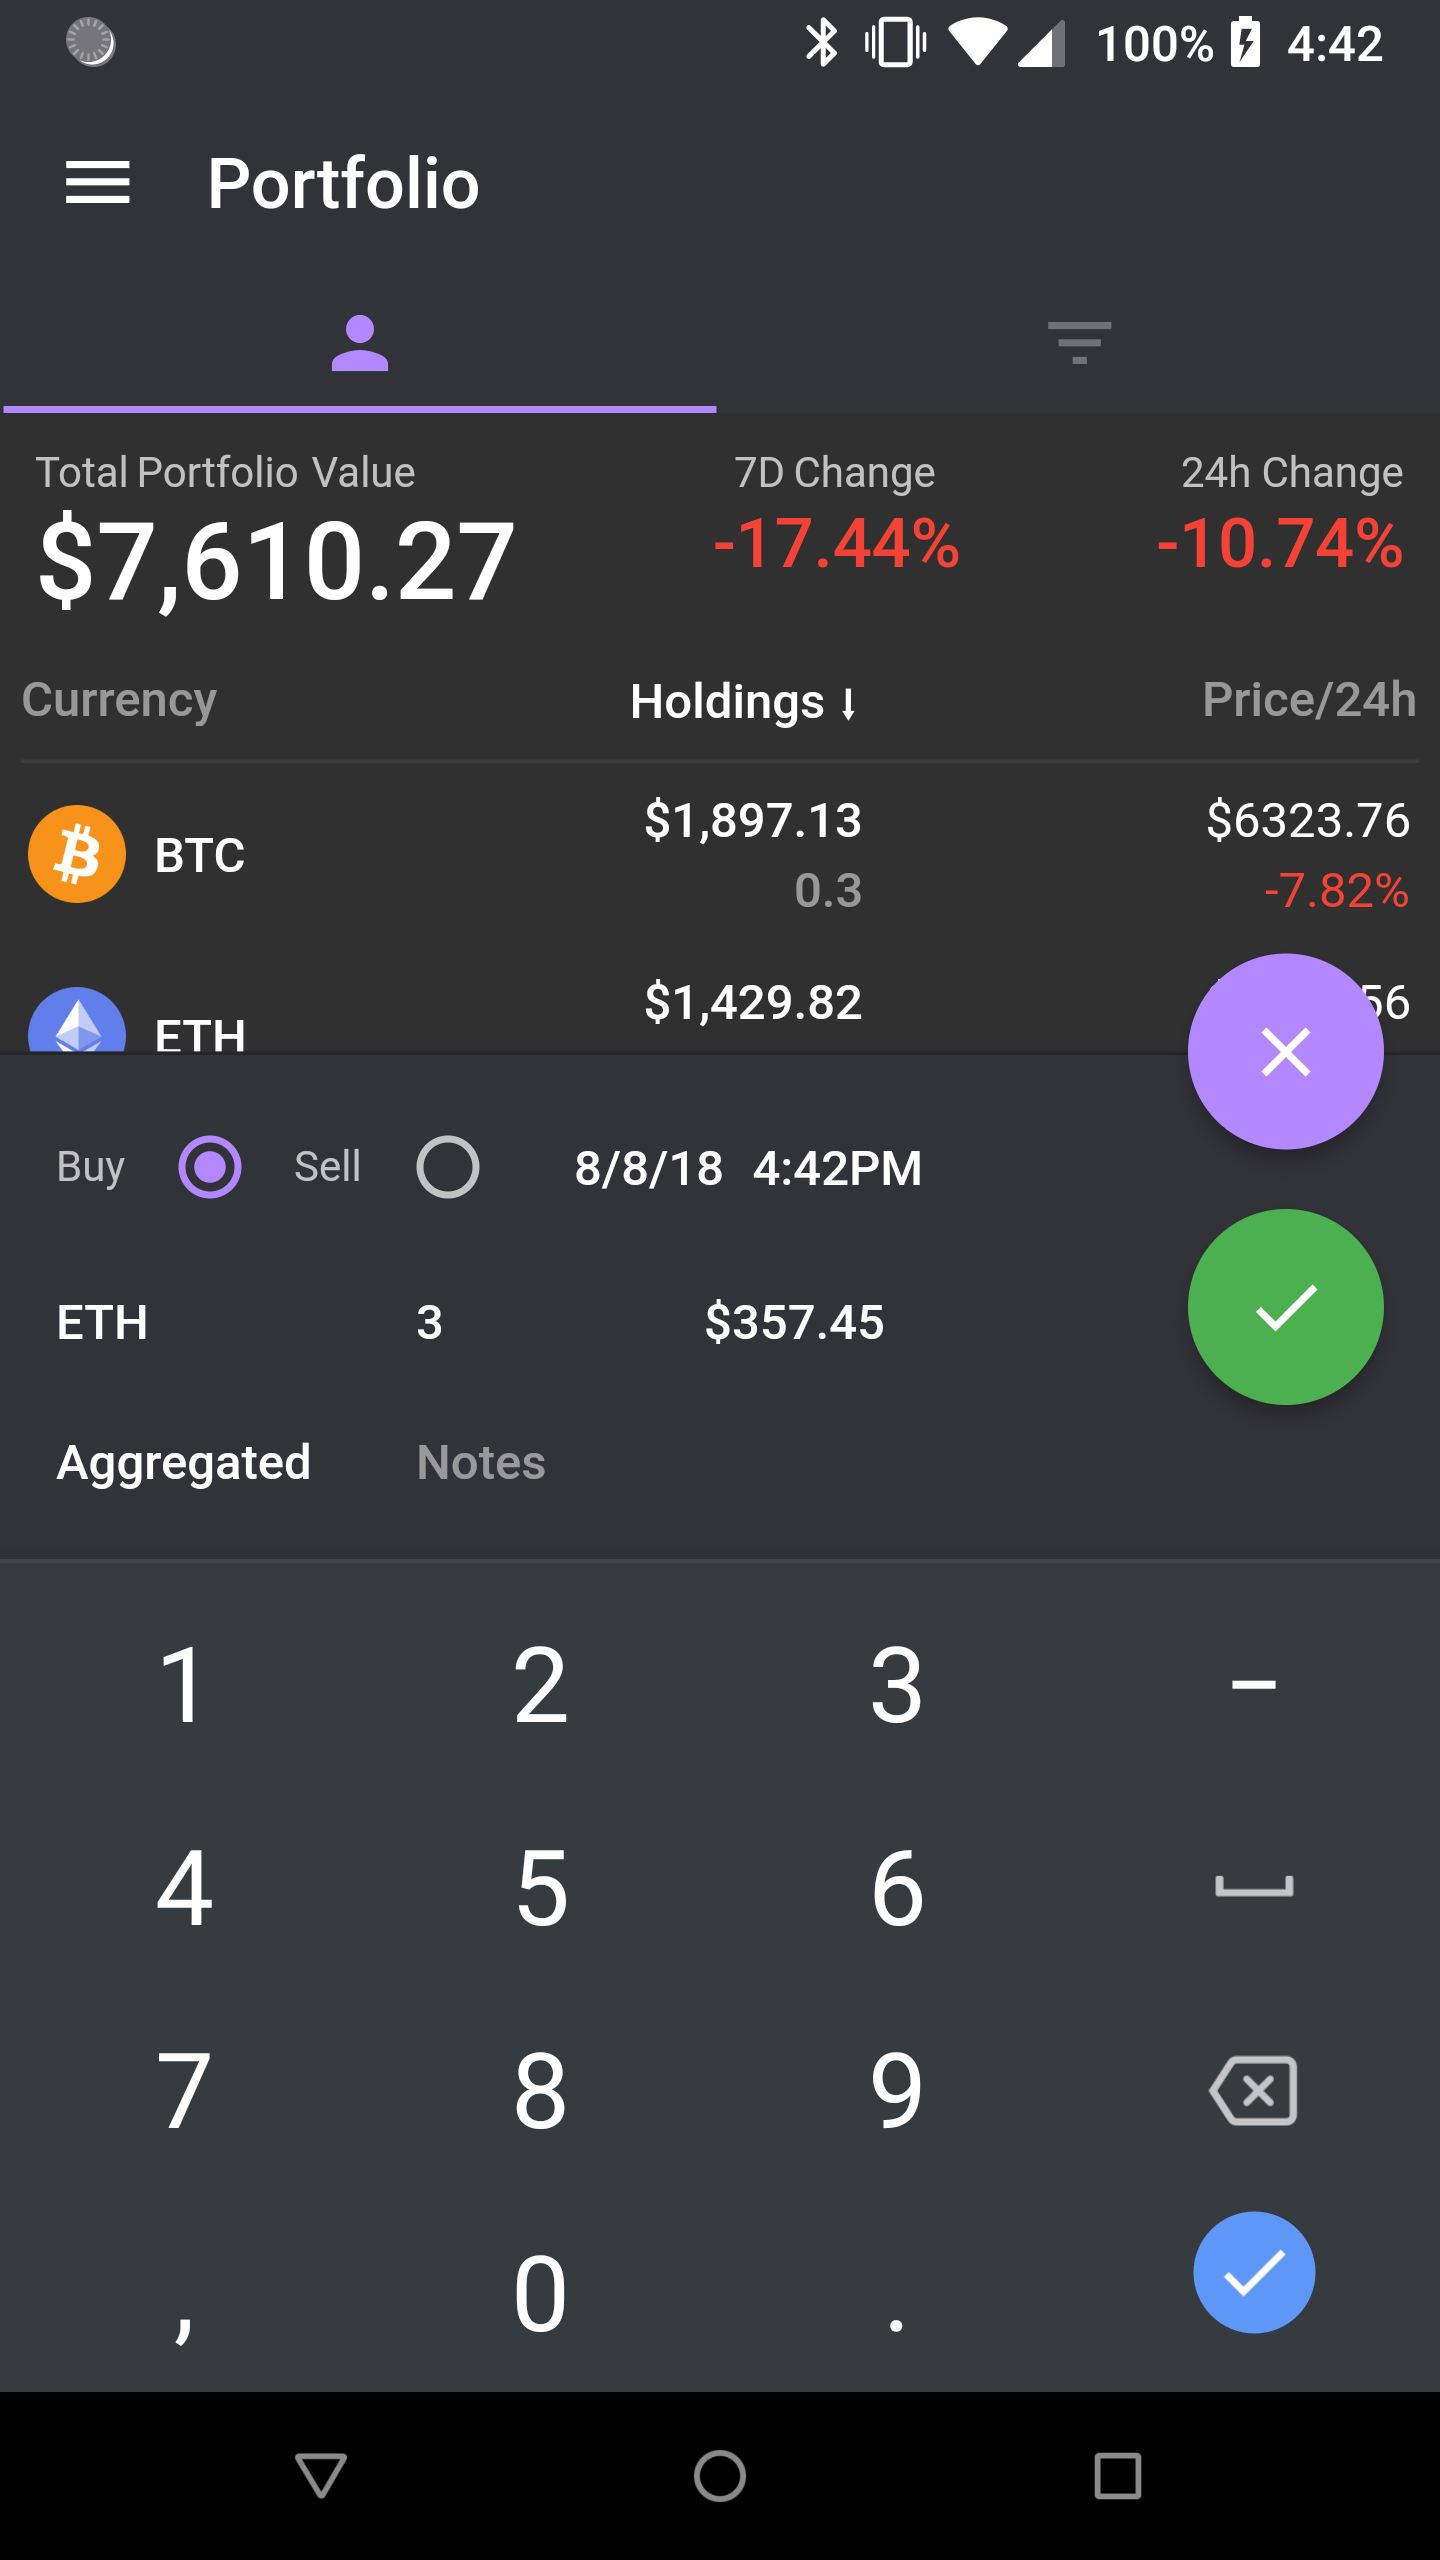 100% 4:42
Portfolio
Total Portfolio Value 7D Change 24h Change
$7,610.27 -17.44% -10.74%
Currency Holdings ↓ Price/24h
BTC $1,897.13 $6323.76
0.3 -7.82%
ETH $1,429.82
Buy Sell 8/8/18 4:42PM
ETH 3 $357.45
Aggregated Notes
1 2 3 −
4 5 6
7 8 9
, 0 .